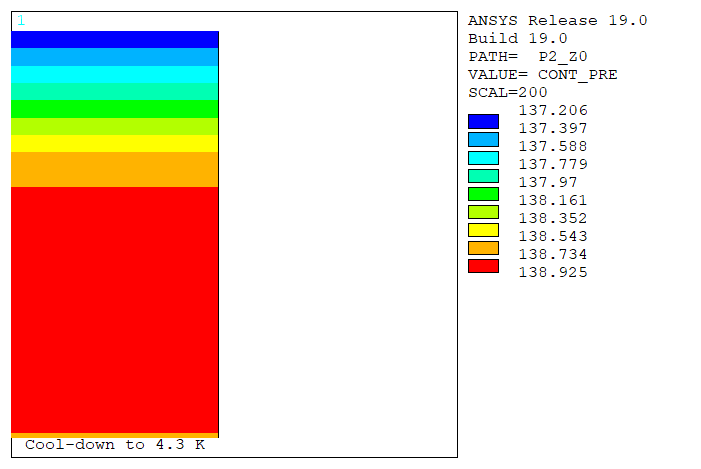 1
ANSYS Release 19.0
Build 19.0
PATH= P2_Z0
VALUE= CONT_PRE
SCAL=200
137.206
137.397
137.588
137.779
137.97
138.161
138.352
138.543
138.734
138.925
Cool-down to 4.3 K